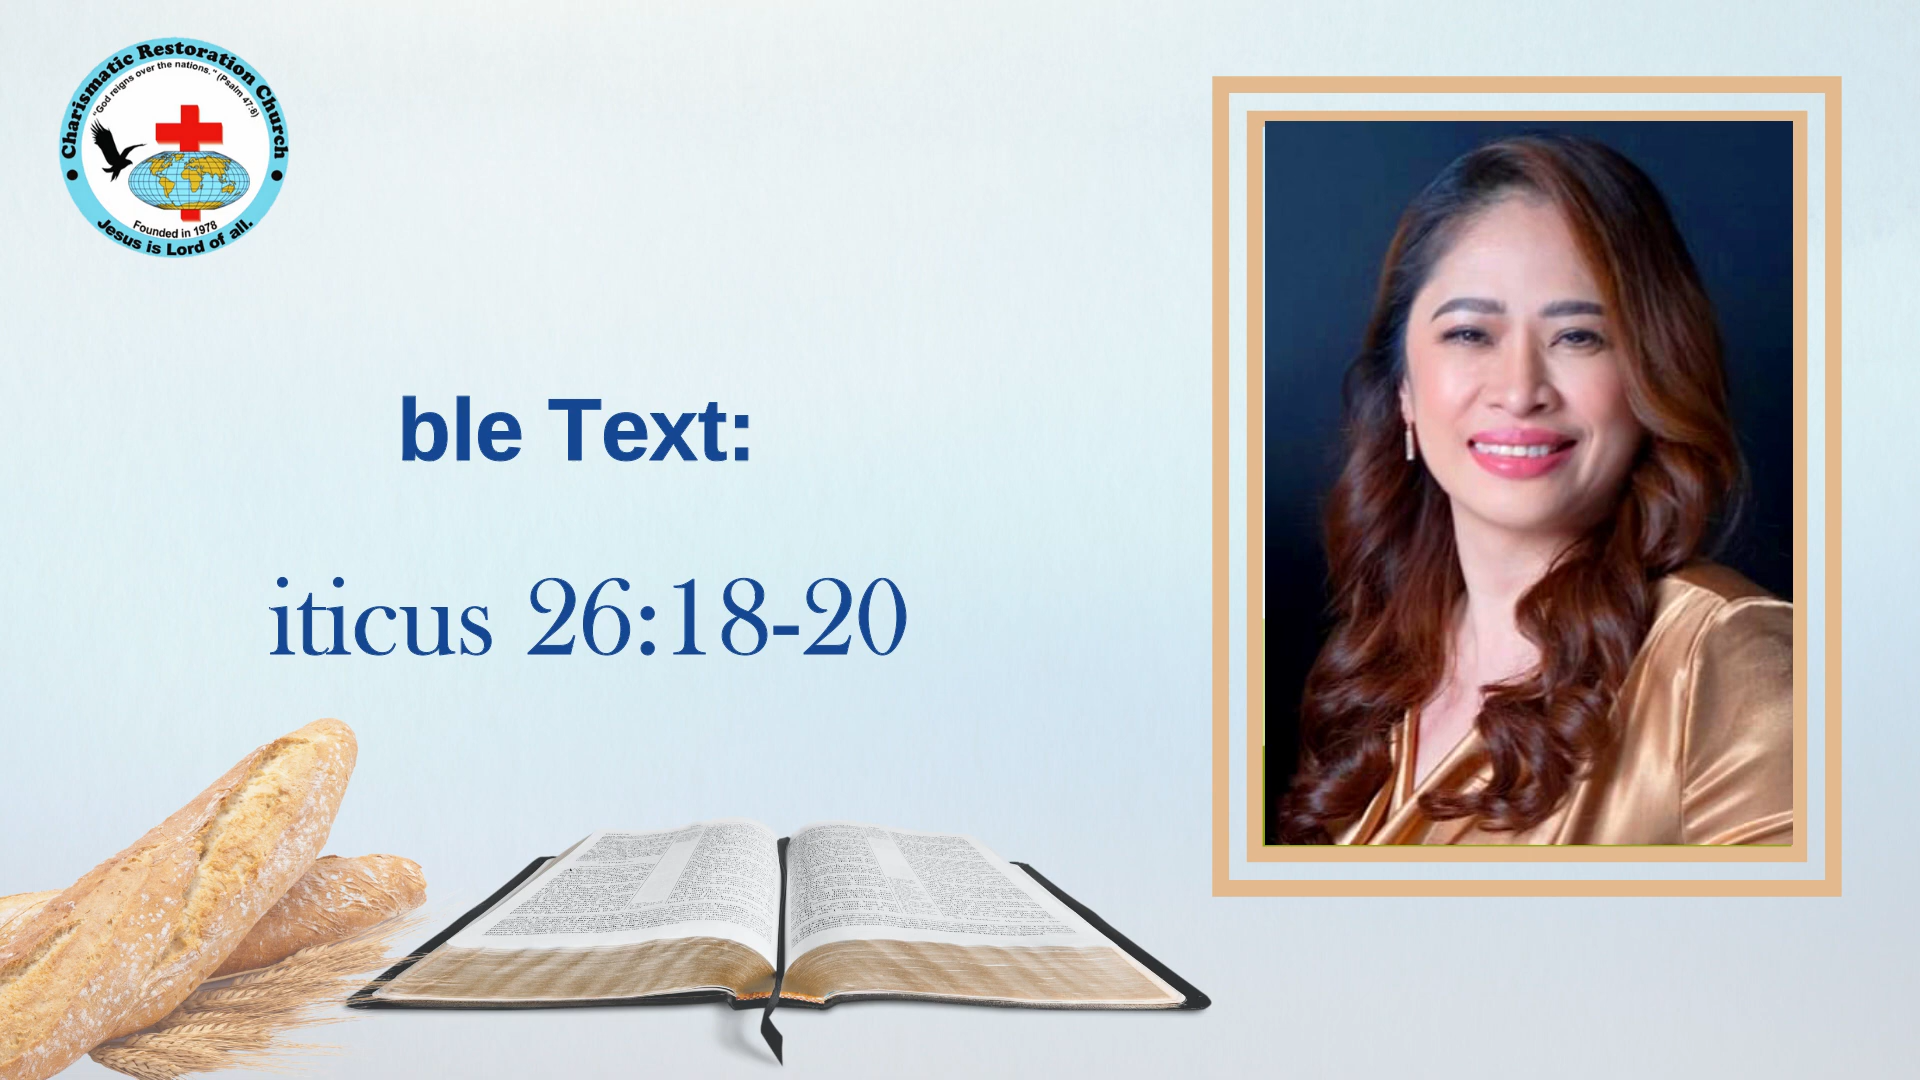 Charismatic Restoration Church
"God reigns over the nations." (Psalm 47:8)
Founded in 1978
Jesus is Lord of all.
ble Text:
iticus 26:18-20